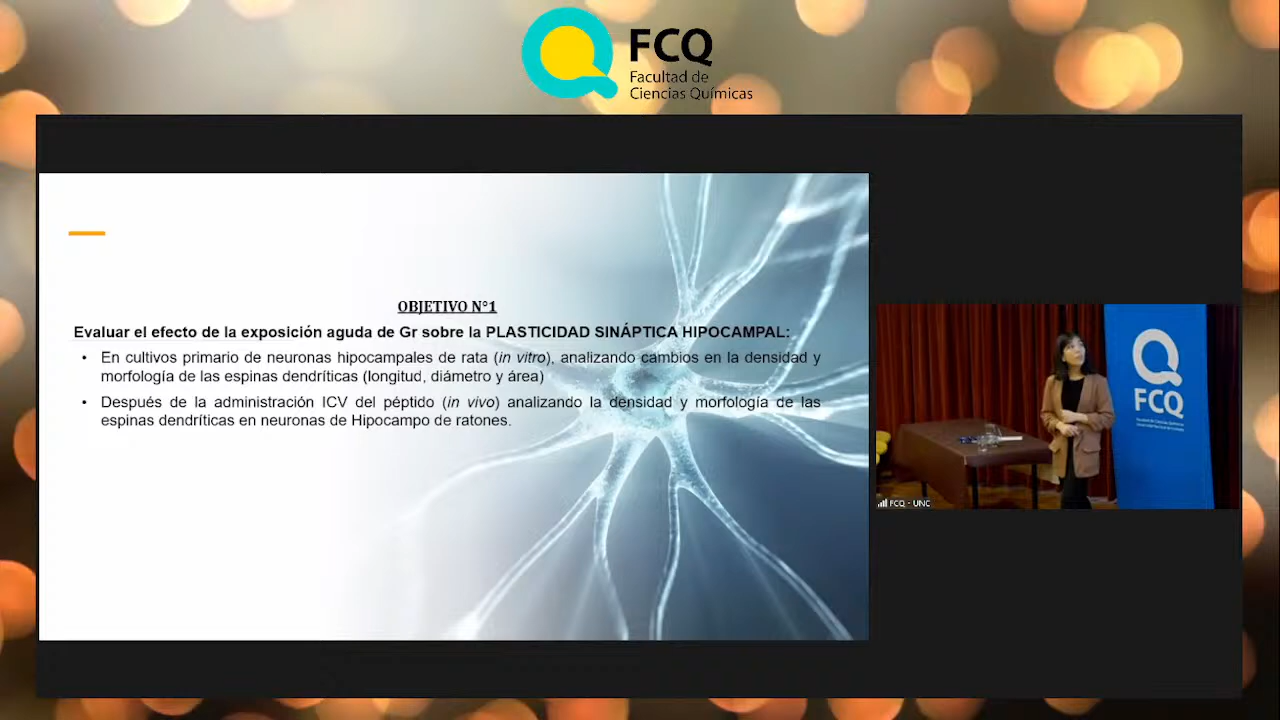 FCQ
Facultad de
Ciencias Químicas
OBJETIVO N°1
Evaluar el efecto de la exposición aguda de Gr sobre la PLASTICIDAD SINÁPTICA HIPOCAMPAL:
• En cultivos primario de neuronas hipocampales de rata (in vitro), analizando cambios en la densidad y
morfología de las espinas dendríticas (longitud, diámetro y área)
• Después de la administración ICV del péptido (in vivo) analizando la densidad y morfología de las
espinas dendríticas en neuronas de Hipocampo de ratones.
FCQ
FCQ - UNC